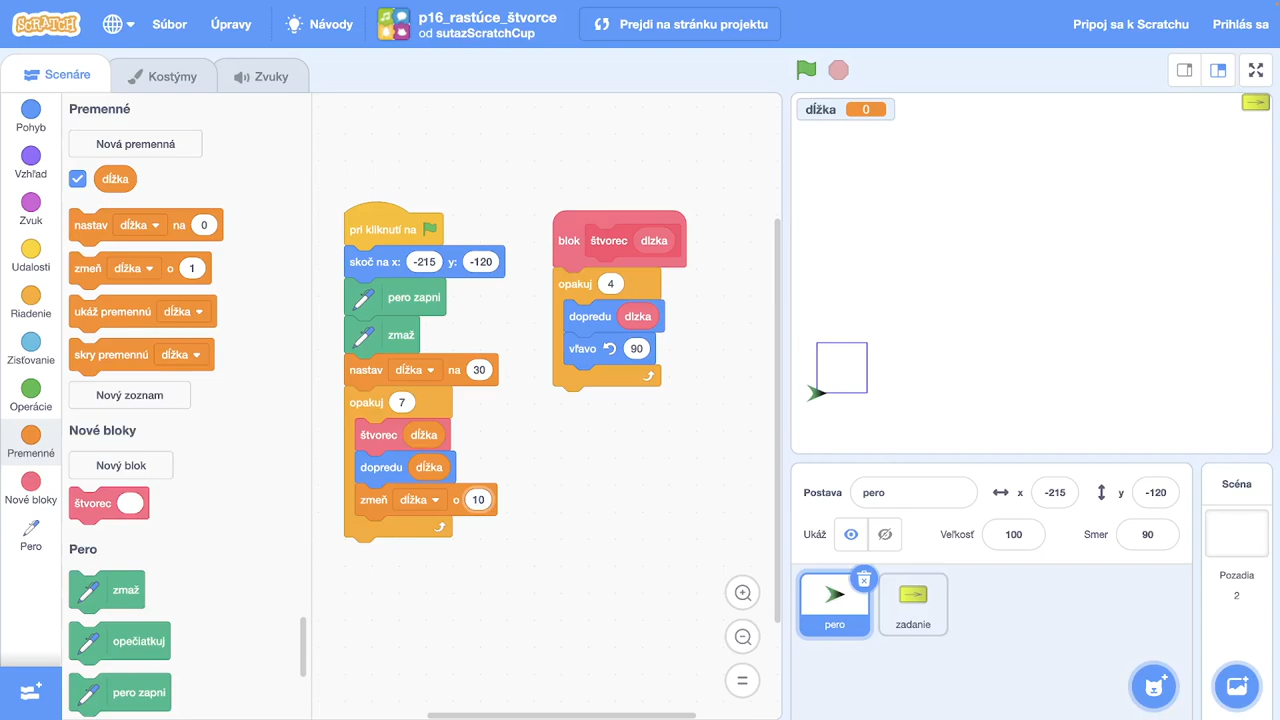 SCRATCH
Súbor
Úpravy
Návody
p16_rastúce_štvorce
od sutazScratchCup
Prejdi na stránku projektu
Pripoj sa k Scratchu
Prihlás sa
Scenáre
Kostýmy
Zvuky
Pohyb
Vzhľad
Zvuk
Udalosti
Riadenie
Zisťovanie
Operácie
Premenné
Nové bloky
Pero
Premenné
Nová premenná
dĺžka
nastav dĺžka na 0
zmeň dĺžka o 1
ukáž premennú dĺžka
skry premennú dĺžka
Nový zoznam
Nové bloky
Nový blok
štvorec
Pero
zmaž
opečiatkuj
pero zapni
pri kliknutí na
skoč na x: -215 y: -120
pero zapni
zmaž
nastav dĺžka na 30
opakuj 7
štvorec dĺžka
dopredu dĺžka
zmeň dĺžka o 10
blok štvorec dlzka
opakuj 4
dopredu dlzka
vľavo 90
dĺžka 0
Postava pero x -215 y -120
Ukáž Veľkosť 100 Smer 90
pero
zadanie
Scéna
Pozadia
2